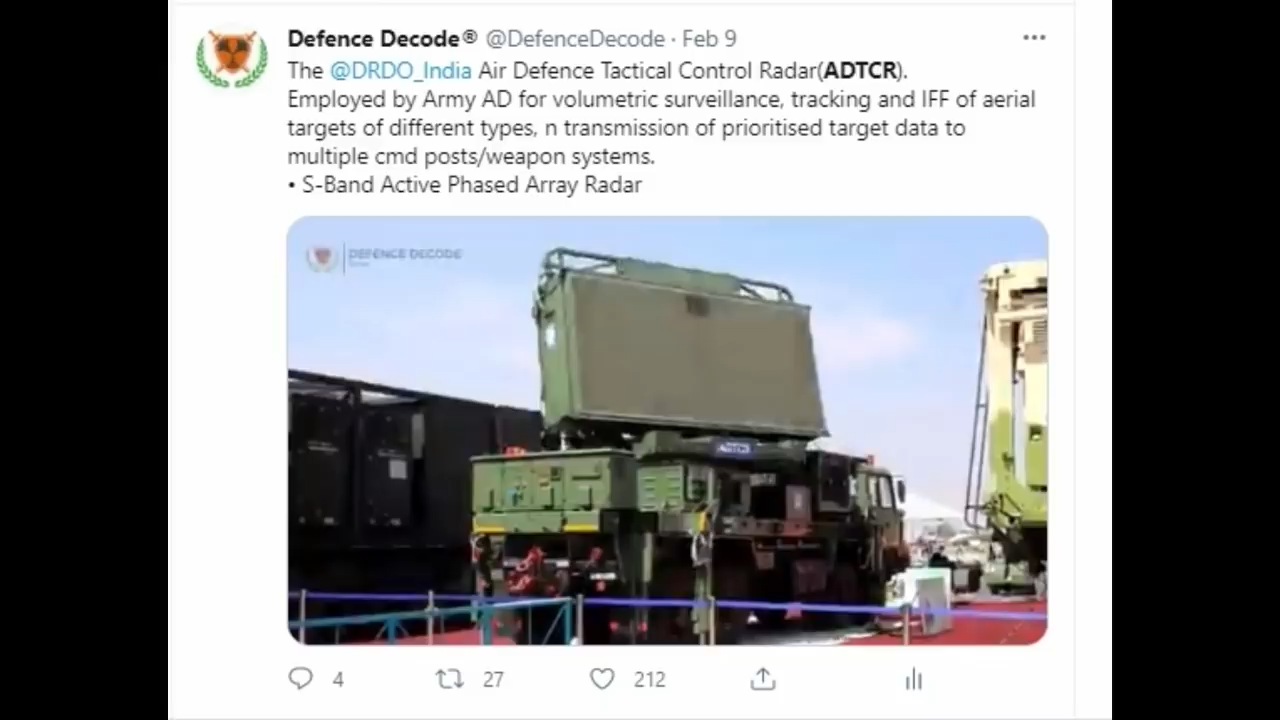 Defence Decode® @DefenceDecode · Feb 9
The @DRDO_India Air Defence Tactical Control Radar(ADTCR).
Employed by Army AD for volumetric surveillance, tracking and IFF of aerial
targets of different types, n transmission of prioritised target data to
multiple cmd posts/weapon systems.
• S-Band Active Phased Array Radar
DEFENCE DECODE
ADTCR
4 27 212